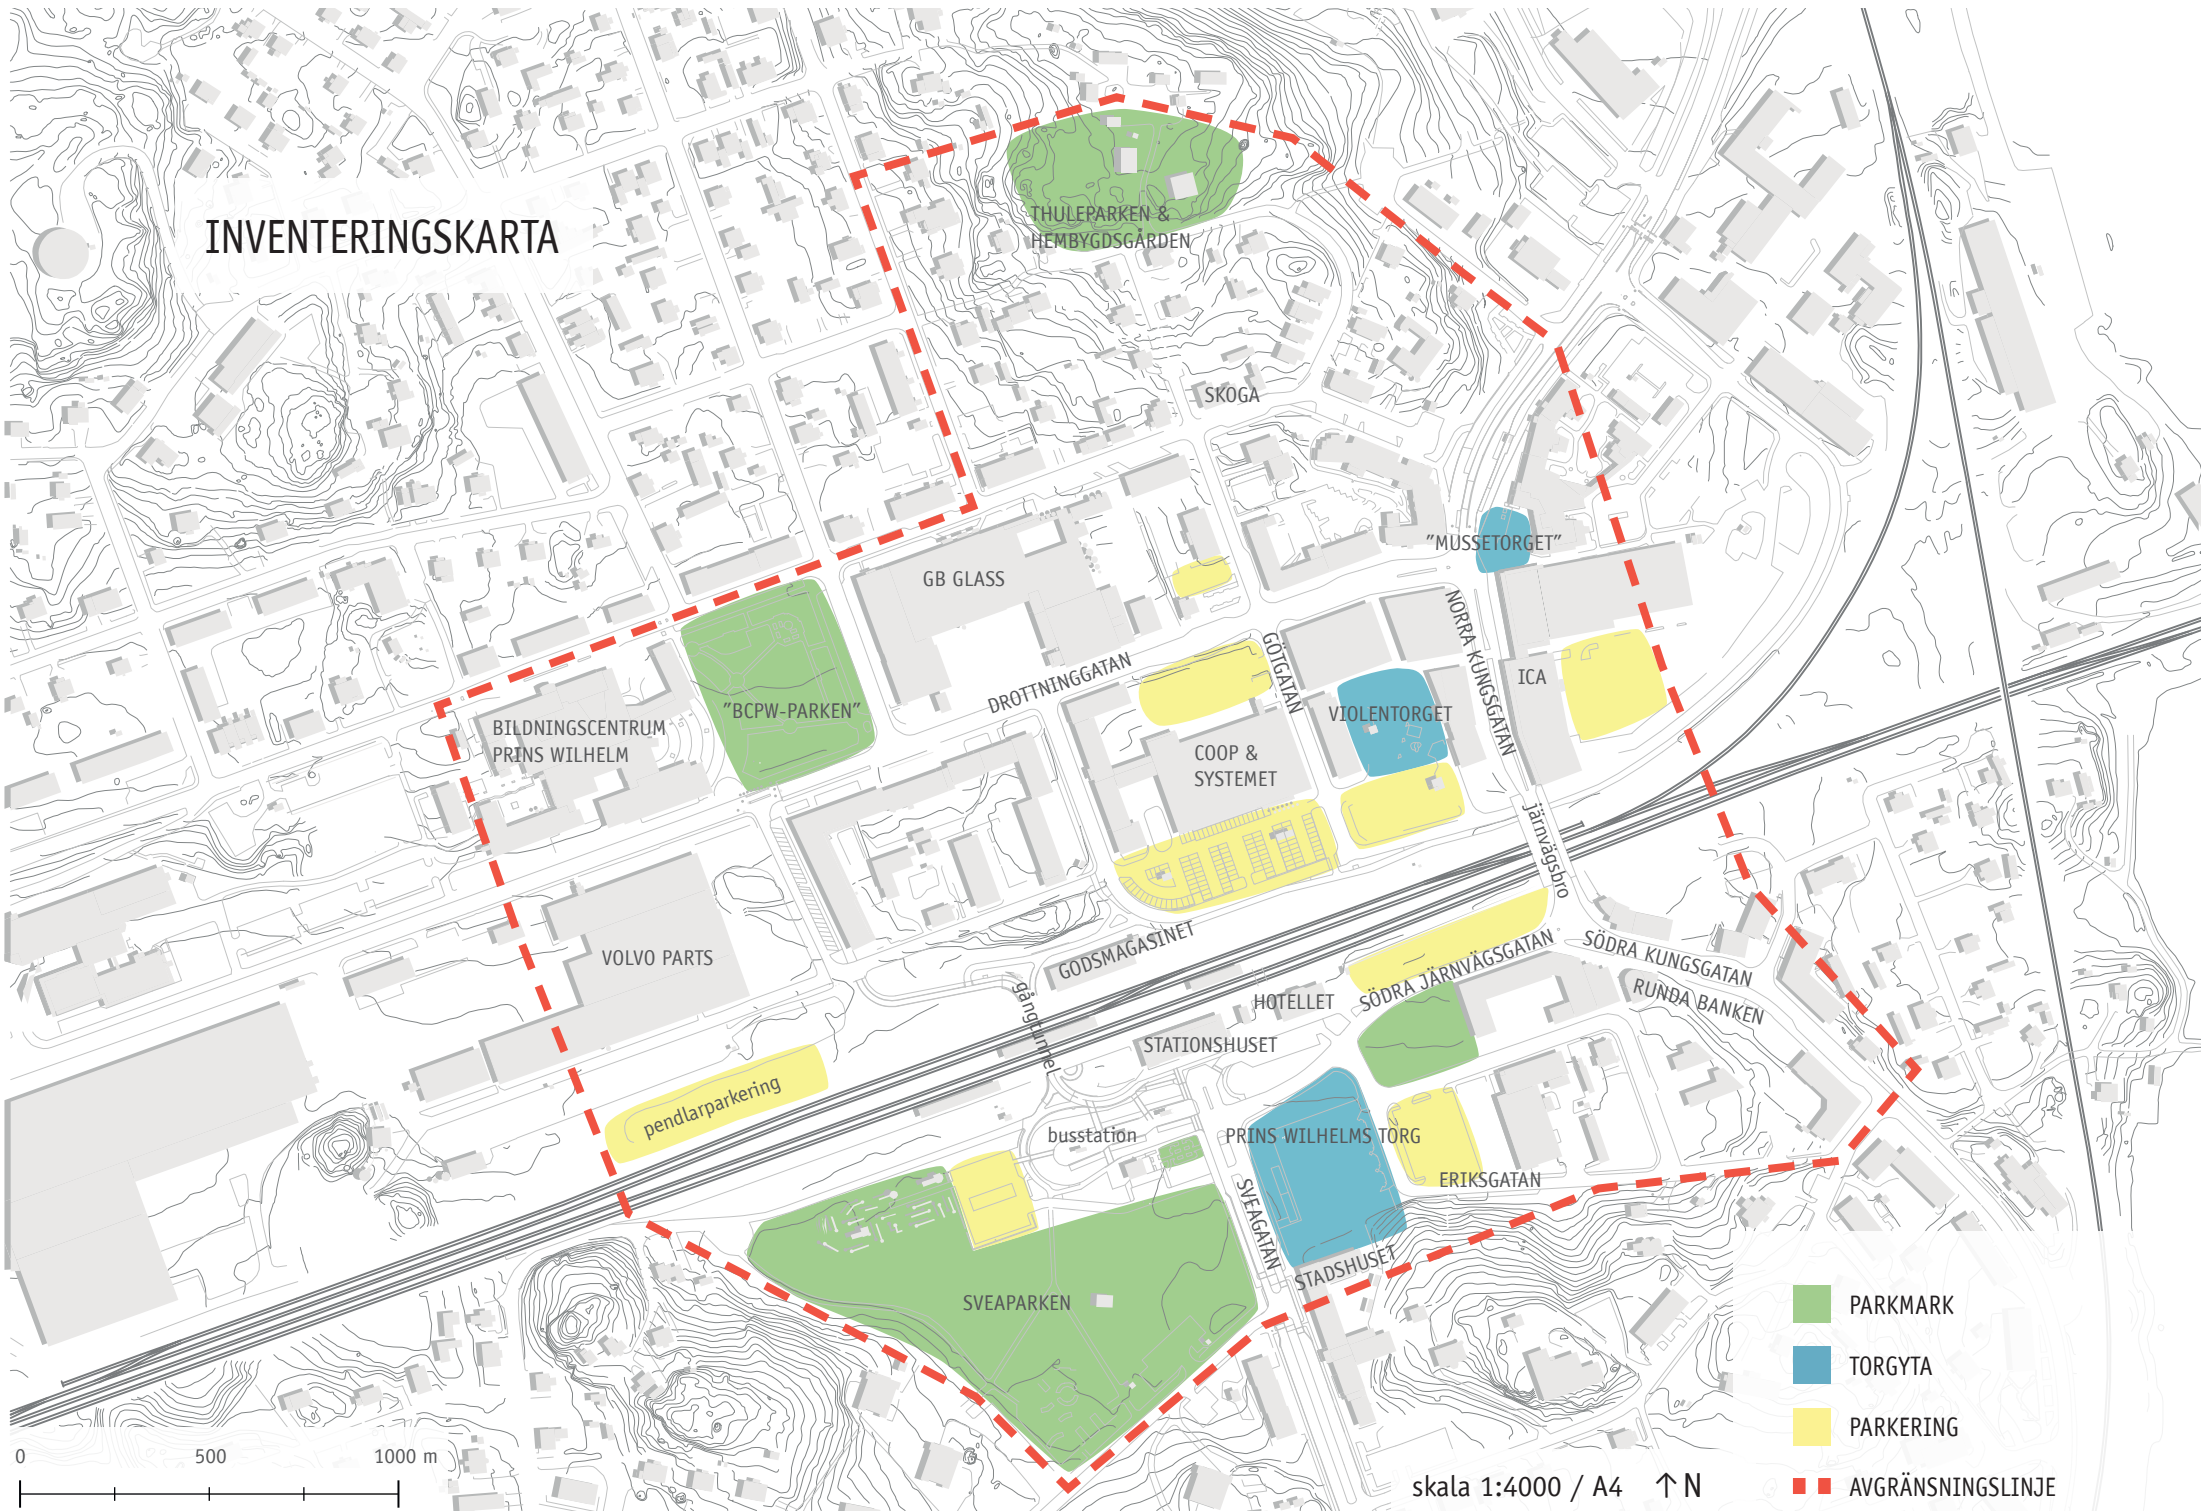 INVENTERINGSKARTA
THULEPARKEN &
HEMBYGDSGÅRDEN
SKOGA
"MUSSETORGET"
GB GLASS
NORRA KUNGSGATAN
GÖTGATAN
DROTTNINGGATAN
ICA
"BCPW-PARKEN"
VIOLENTORGET
BILDNINGSCENTRUM
PRINS WILHELM
COOP &
SYSTEMET
järnvägsbro
VOLVO PARTS
GODSMAGASINET
SÖDRA KUNGSGATAN
SÖDRA JÄRNVÄGSGATAN
RUNDA BANKEN
gångtunnel
HOTELLET
STATIONSHUSET
pendlarparkering
busstation
PRINS WILHELMS TORG
ERIKSGATAN
SVEAGATAN
STADSHUSET
SVEAPARKEN
PARKMARK
TORGYTA
PARKERING
AVGRÄNSNINGSLINJE
0 500 1000 m
skala 1:4000 / A4 ↑N